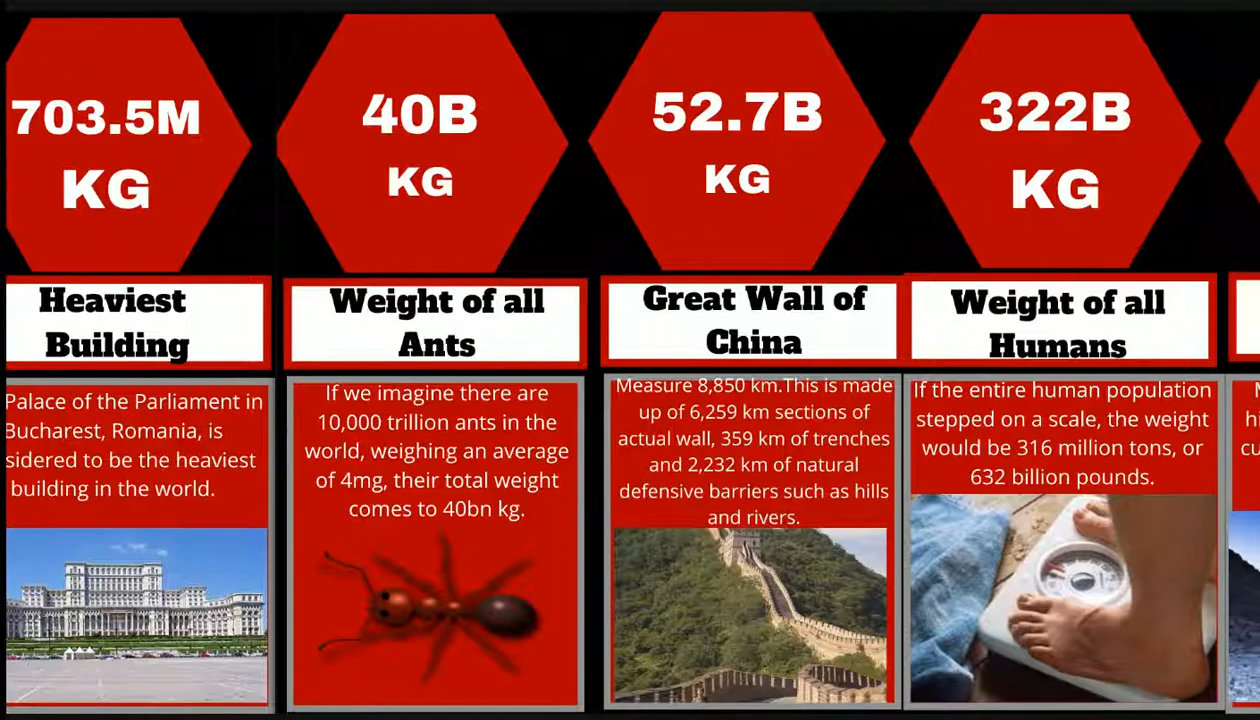 703.5M
KG
Heaviest
Building
Palace of the Parliament in
Bucharest, Romania, is
sidered to be the heaviest
building in the world.
40B
KG
Weight of all
Ants
If we imagine there are
10,000 trillion ants in the
world, weighing an average
of 4mg, their total weight
comes to 40bn kg.
52.7B
KG
Great Wall of
China
Measure 8,850 km.This is made
up of 6,259 km sections of
actual wall, 359 km of trenches
and 2,232 km of natural
defensive barriers such as hills
and rivers.
322B
KG
Weight of all
Humans
If the entire human population
stepped on a scale, the weight
would be 316 million tons, or
632 billion pounds.